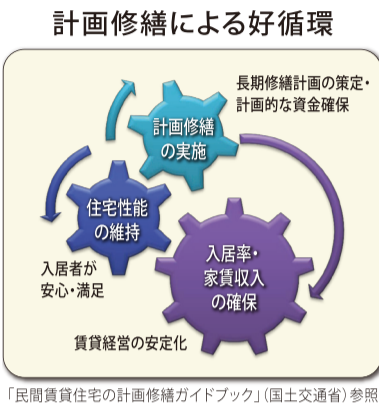 計画修繕による好循環
長期修繕計画の策定・
計画的な資金確保
計画修繕
の実施
住宅性能
の維持
入居者が
安心・満足
入居率・
家賃収入
の確保
賃貸経営の安定化
「民間賃貸住宅の計画修繕ガイドブック」（国土交通省）参照